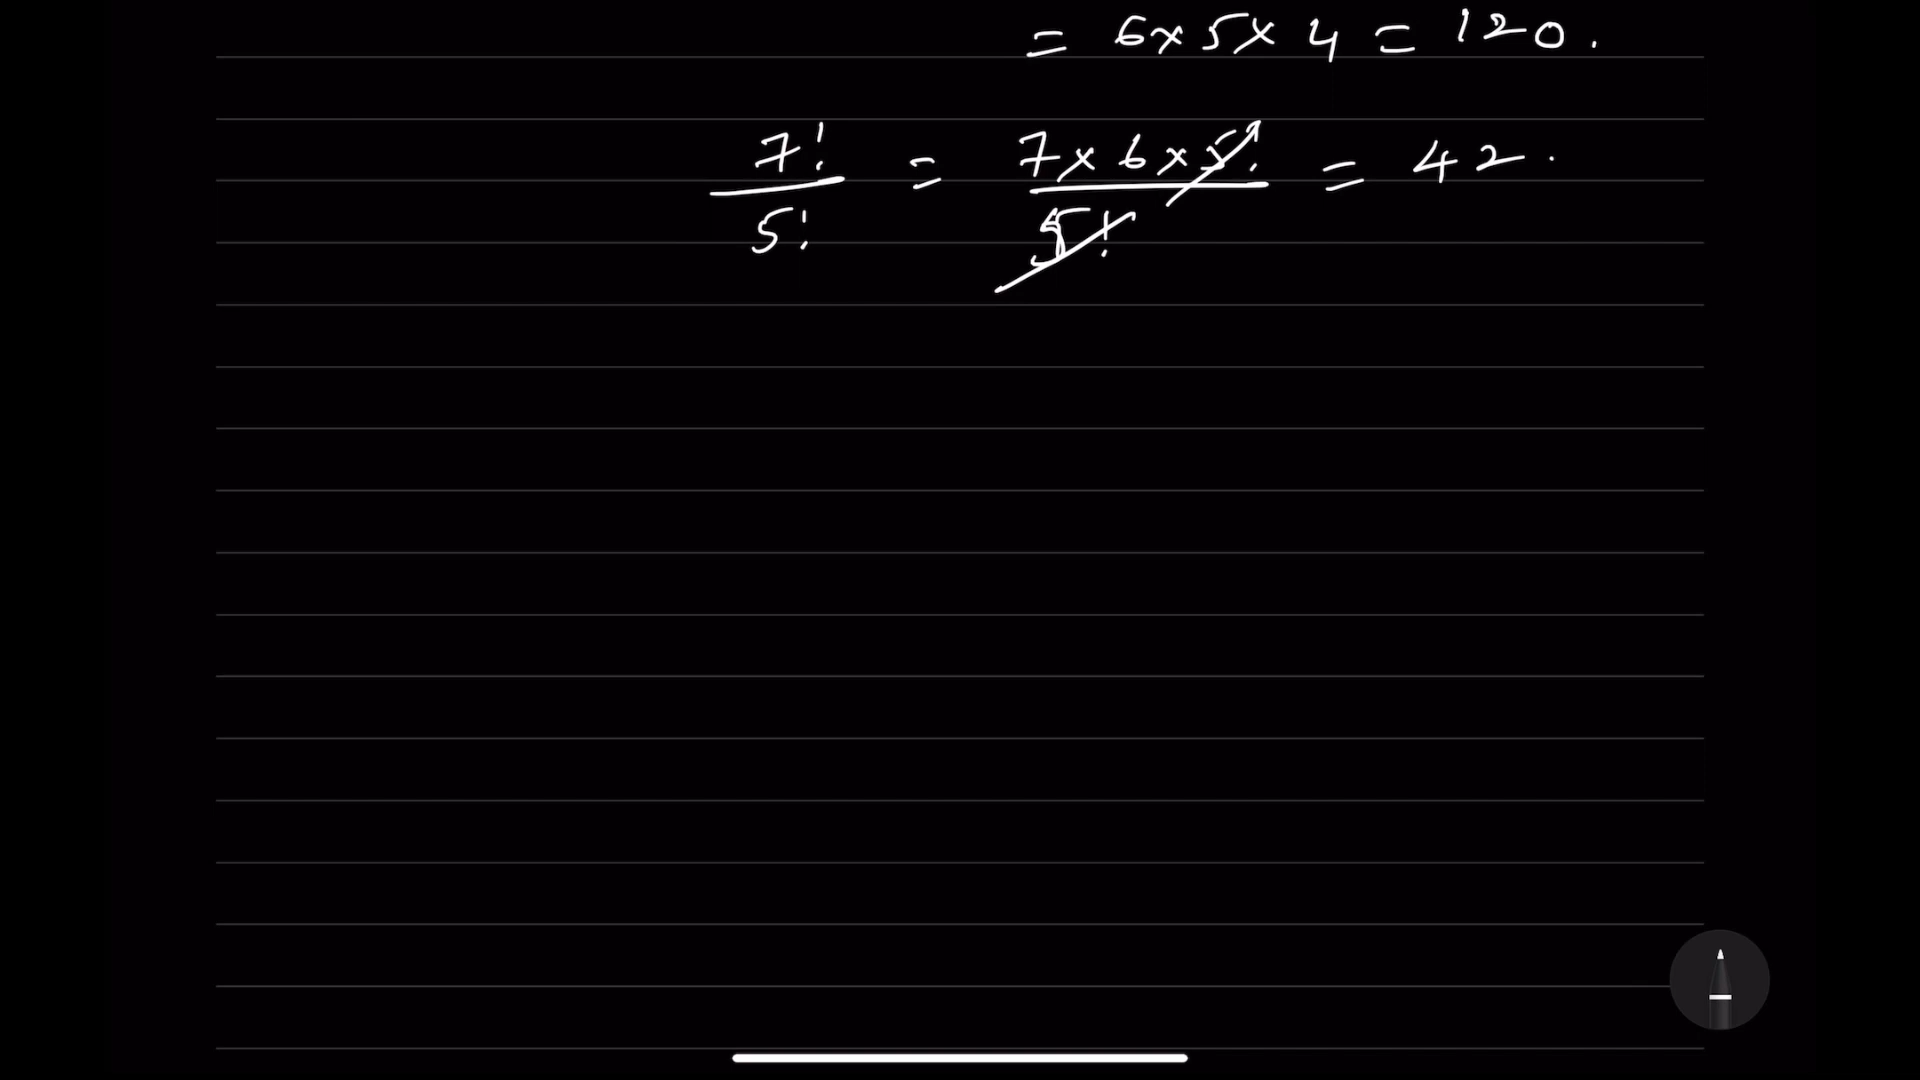 = 6×5×4 = 120.
7!/5! = 7×6×5!/5! = 42.